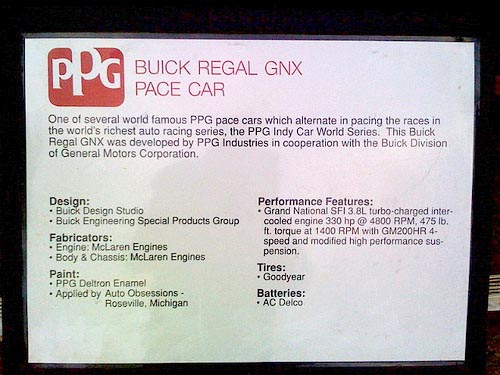 PPG
BUICK REGAL GNX
PACE CAR
One of several world famous PPG pace cars which alternate in pacing the races in
the world's richest auto racing series, the PPG Indy Car World Series. This Buick
Regal GNX was developed by PPG Industries in cooperation with the Buick Division
of General Motors Corporation.
Design:
• Buick Design Studio
• Buick Engineering Special Products Group
Fabricators:
• Engine: McLaren Engines
• Body & Chassis: McLaren Engines
Paint:
• PPG Deltron Enamel
• Applied by Auto Obsessions -
Roseville, Michigan
Performance Features:
• Grand National SFI 3.8L turbo-charged inter-
cooled engine 330 hp @ 4800 RPM, 475 lb.
ft. torque at 1400 RPM with GM200HR 4-
speed and modified high performance sus-
pension.
Tires:
• Goodyear
Batteries:
• AC Delco